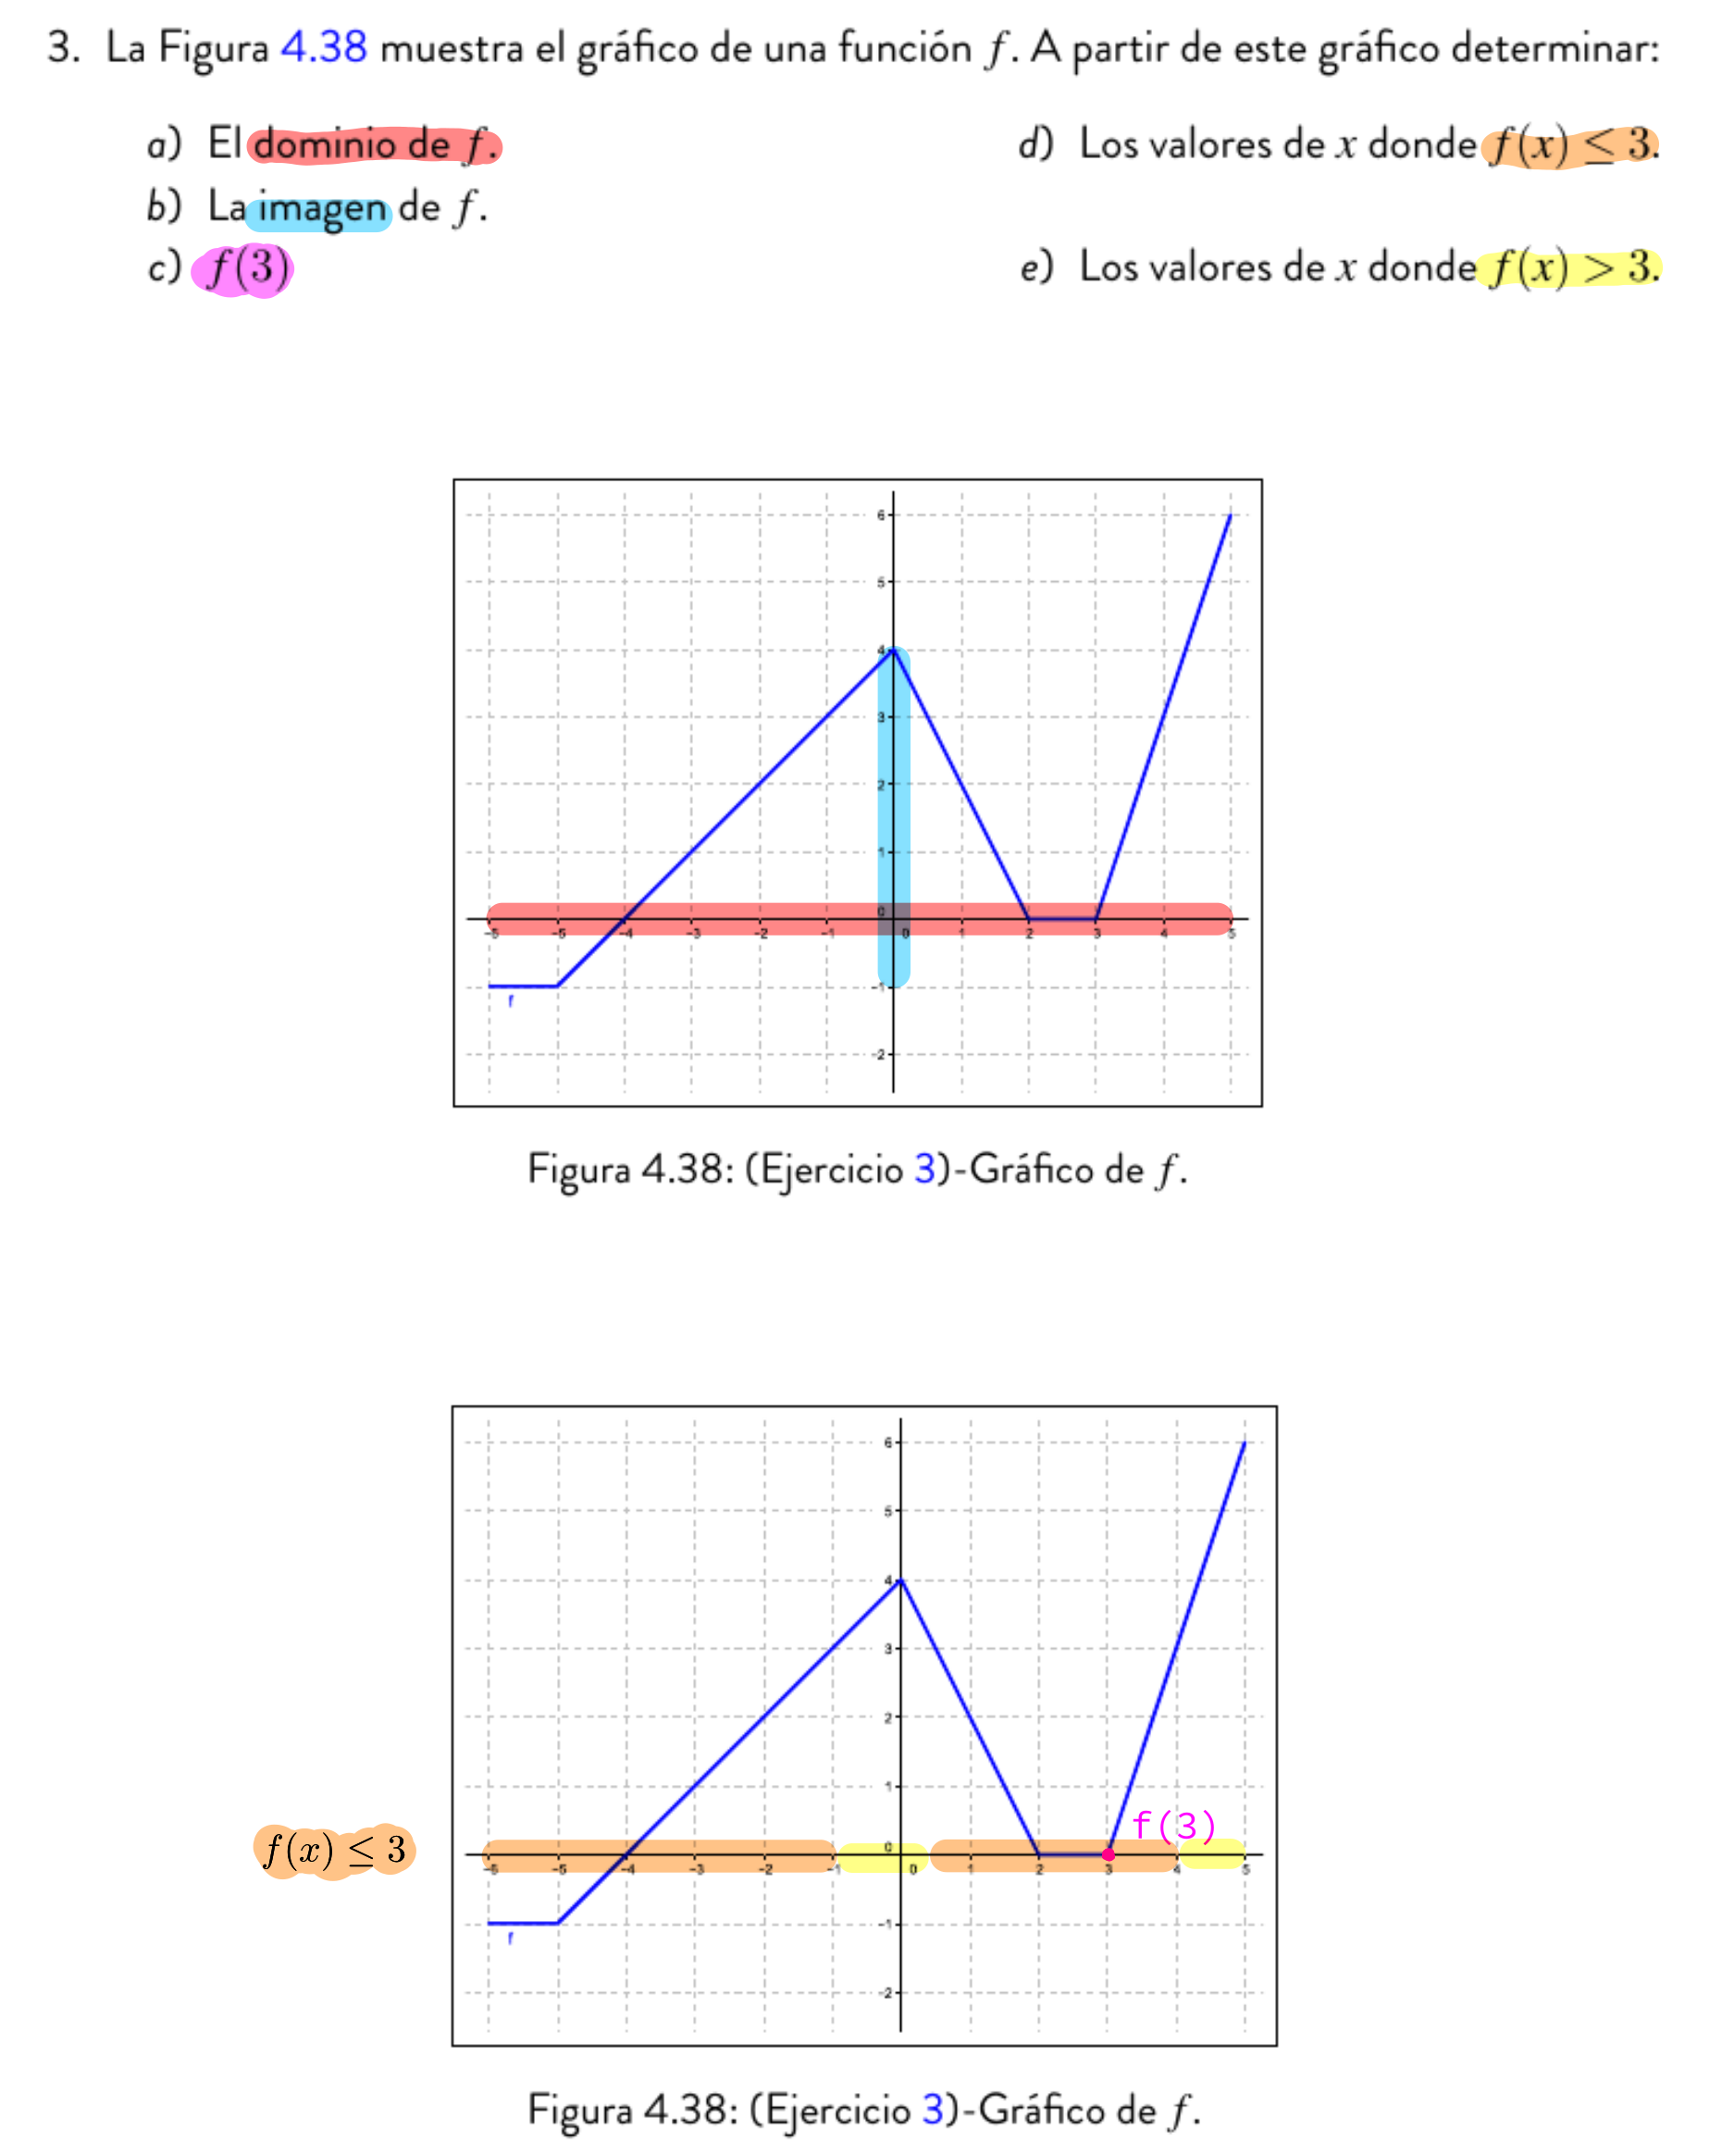 3. La Figura 4.38 muestra el gráfico de una función f. A partir de este gráfico determinar:
a) El dominio de f.
b) La imagen de f.
c) f(3)
d) Los valores de x donde f(x) ≤ 3.
e) Los valores de x donde f(x) > 3.
6
5
4
3
2
1
0
-6 -5 -4 -3 -2 -1 0 1 2 3 4 5
-1
f
-2
Figura 4.38: (Ejercicio 3)-Gráfico de f.
6
5
4
3
2
1
f(3)
0
f(x) ≤ 3
-6 -5 -4 -3 -2 -1 0 1 2 3 4 5
-1
f
-2
Figura 4.38: (Ejercicio 3)-Gráfico de f.